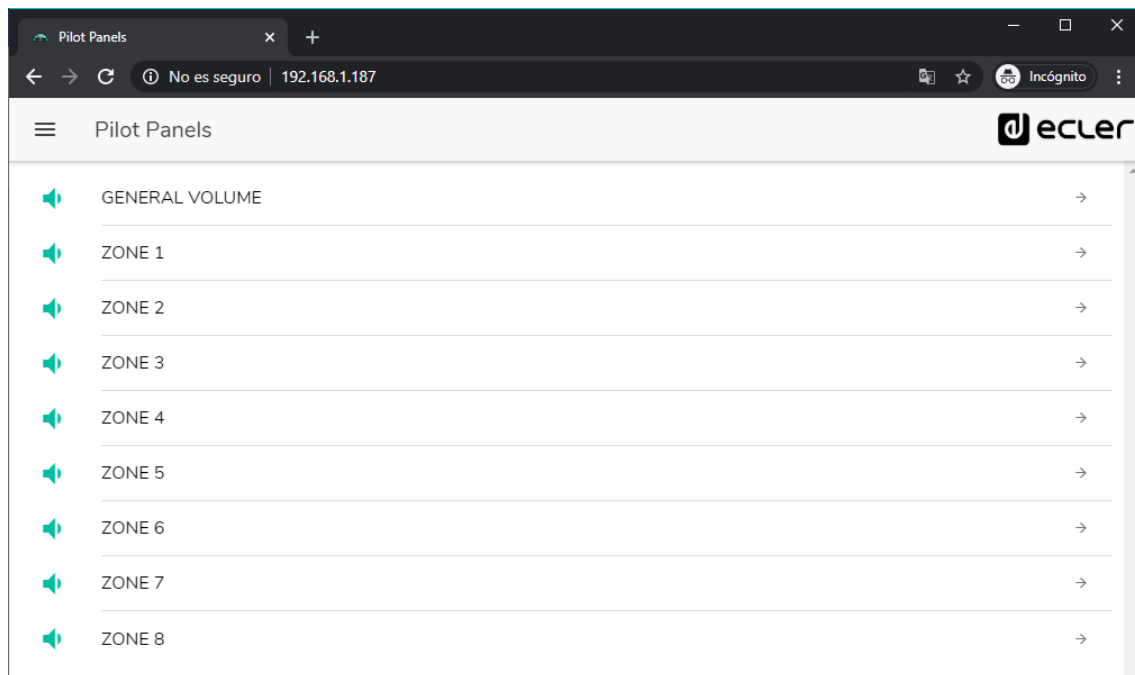 Pilot Panels
No es seguro | 192.168.1.187
Incógnito
Pilot Panels
ecler
GENERAL VOLUME
ZONE 1
ZONE 2
ZONE 3
ZONE 4
ZONE 5
ZONE 6
ZONE 7
ZONE 8